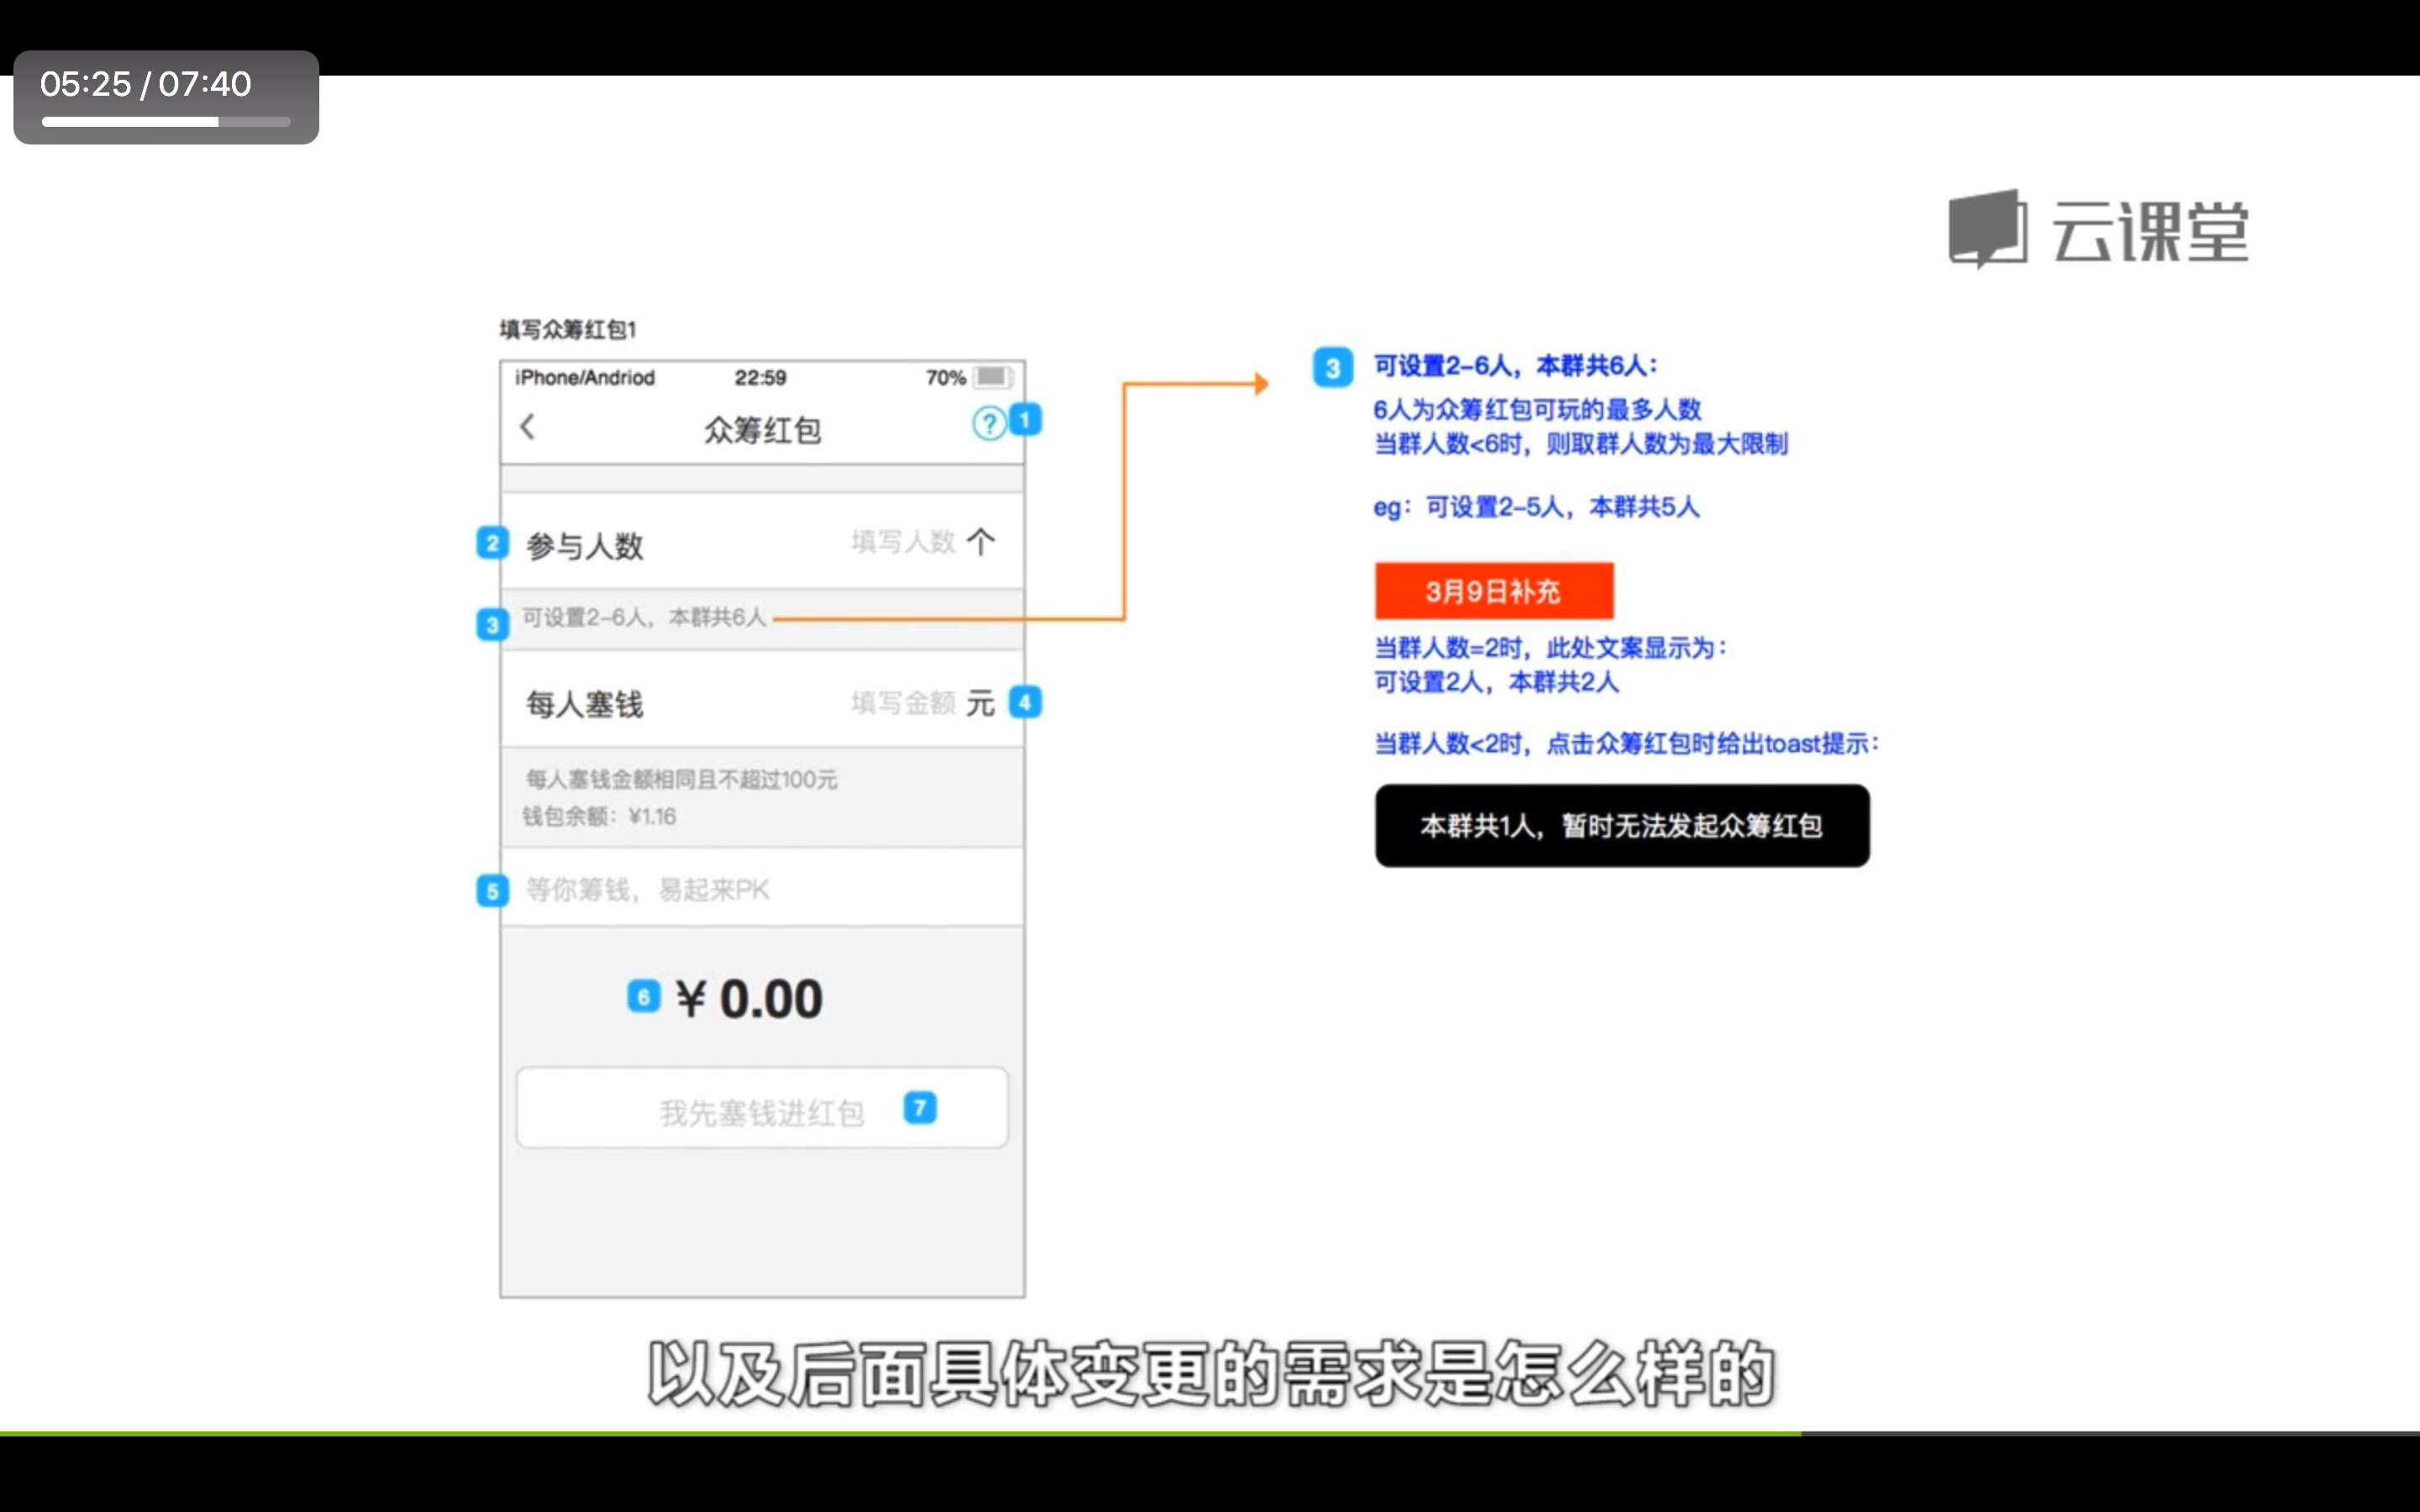 05:25 / 07:40
云课堂
填写众筹红包1
iPhone/Andriod 22:59 70%
众筹红包 ? 1
2 参与人数 填写人数 个
3 可设置2-6人，本群共6人
每人塞钱 填写金额 元 4
每人塞钱金额相同且不超过100元
钱包余额：¥1.16
5 等你筹钱，易起来PK
6 ¥ 0.00
我先塞钱进红包 7
3 可设置2-6人，本群共6人：
6人为众筹红包可玩的最多人数
当群人数<6时，则取群人数为最大限制
eg：可设置2-5人，本群共5人
3月9日补充
当群人数=2时，此处文案显示为：
可设置2人，本群共2人
当群人数<2时，点击众筹红包时给出toast提示：
本群共1人，暂时无法发起众筹红包
以及后面具体变更的需求是怎么样的